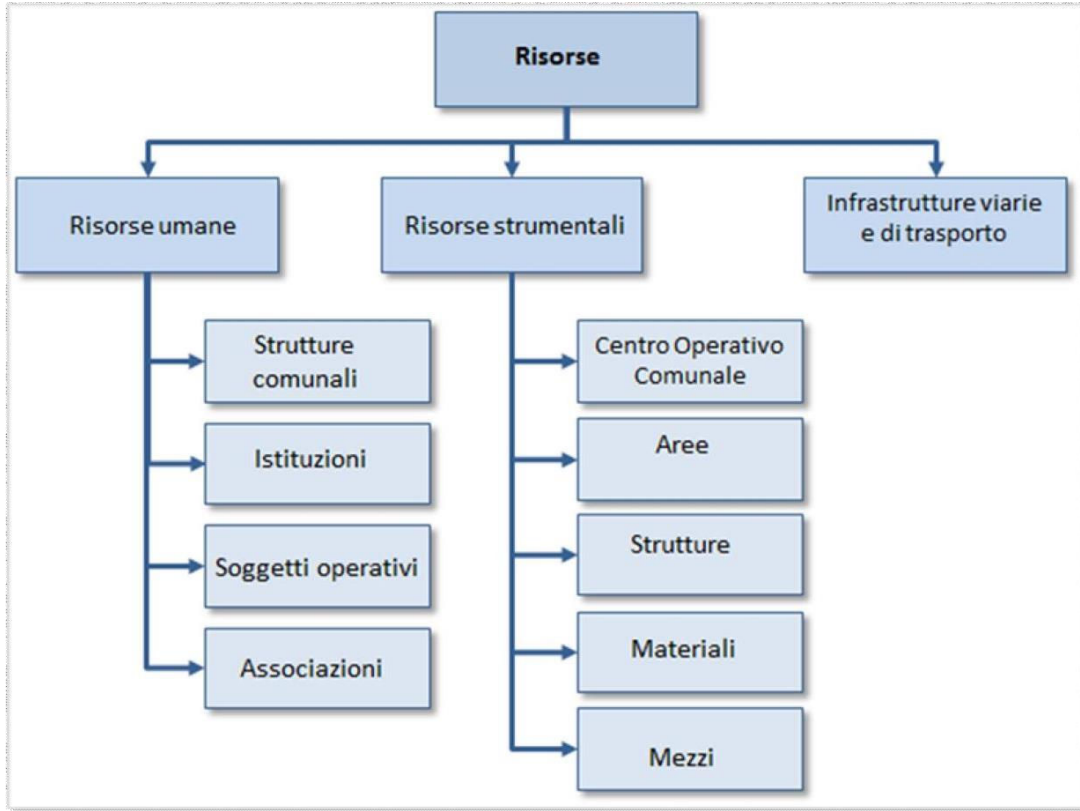 Risorse
Risorse umane
Risorse strumentali
Infrastrutture viarie
e di trasporto
Strutture
comunali
Istituzioni
Soggetti operativi
Associazioni
Centro Operativo
Comunale
Aree
Strutture
Materiali
Mezzi